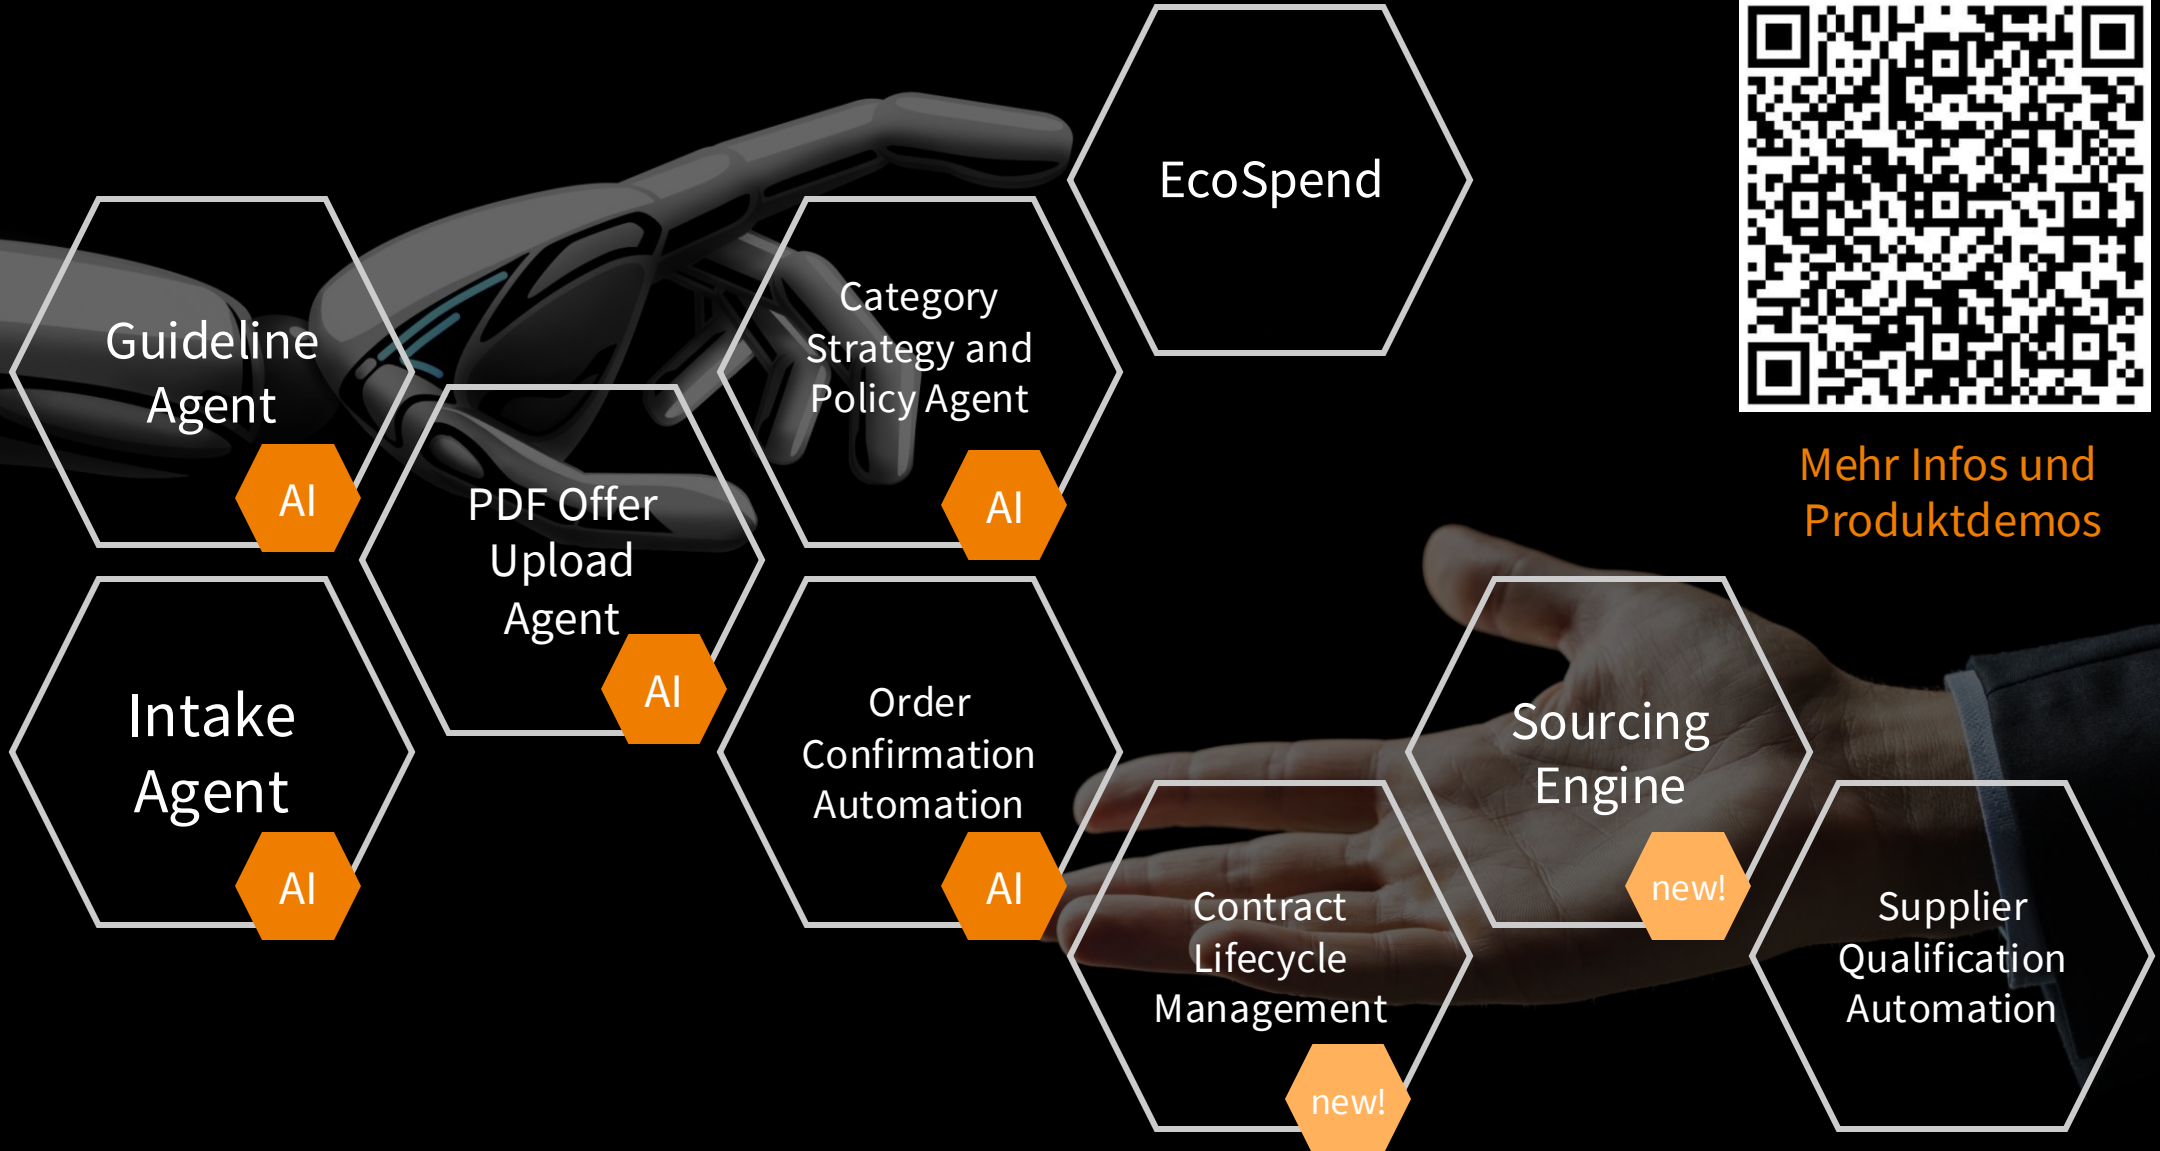 EcoSpend
Guideline
Agent
AI
Category
Strategy and
Policy Agent
AI
Mehr Infos und
Produktdemos
PDF Offer
Upload
Agent
AI
Intake
Agent
AI
Order
Confirmation
Automation
AI
Sourcing
Engine
new!
Contract
Lifecycle
Management
new!
Supplier
Qualification
Automation